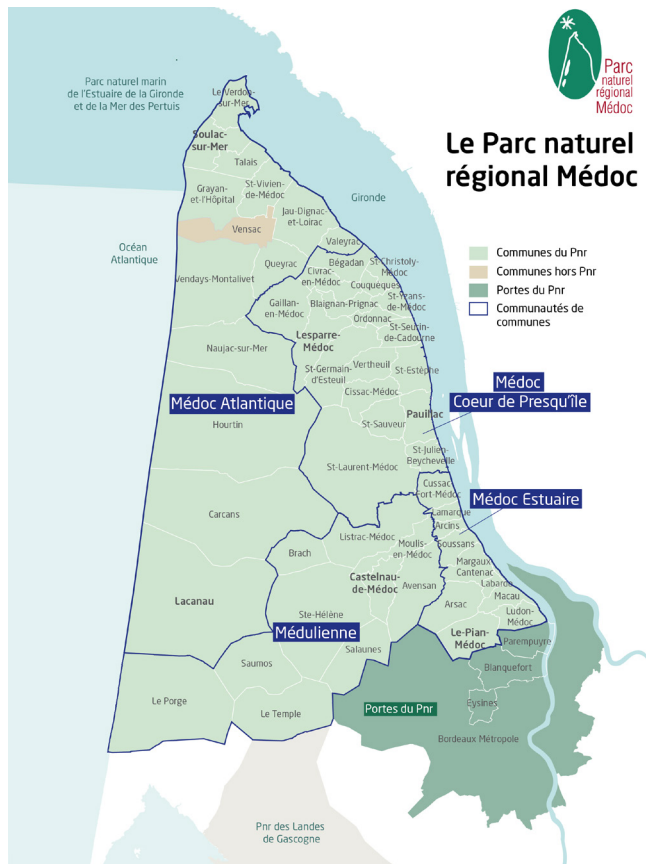 Parc
naturel
régional
Médoc
Le Parc naturel
régional Médoc
Communes du Pnr
Communes hors Pnr
Portes du Pnr
Communautés de
communes
Parc naturel marin
de l'Estuaire de la Gironde
et de la Mer des Pertuis
Le Verdon-
sur-Mer
Soulac-
sur-Mer
Talais
Grayan-
et-l'Hôpital
St-Vivien-
de-Médoc
Gironde
Jau-Dignac-
et-Loirac
Vensac
Valeyrac
Océan
Atlantique
Queyrac
Bégadan
St-Christoly-
Médoc
Civrac-
en-Médoc
Vendays-Montalivet
Couqueques
Gaillan-
en-Médoc
Blaignan-Prignac
St-Yzans-
de-Médoc
Ordonnac
St-Seurin-
de-Cadourne
Lesparre-
Médoc
Naujac-sur-Mer
Vertheuil
St-Germain
d'Esteuil
St-Estèphe
Cissac-Médoc
Médoc
Coeur de Presqu'île
Médoc Atlantique
Pauillac
Hourtin
St-Sauveur
St-Julien-
Beychevelle
St-Laurent-Médoc
Cussac
Fort-Médoc
Médoc Estuaire
Lamarque
Carcans
Arcins
Listrac-Médoc
Soussans
Moulis-
en-Médoc
Brach
Margaux
Cantenac
Castelnau-
de-Médoc
Avensan
Labarde
Macau
Lacanau
Arsac
Ste-Hélène
Ludon-
Médoc
Médulienne
Le-Pian-
Médoc
Parempuyre
Salaunes
Saumos
Blanquefort
Le Porge
Portes du Pnr
Eysines
Le Temple
Bordeaux Métropole
Pnr des Landes
de Gascogne